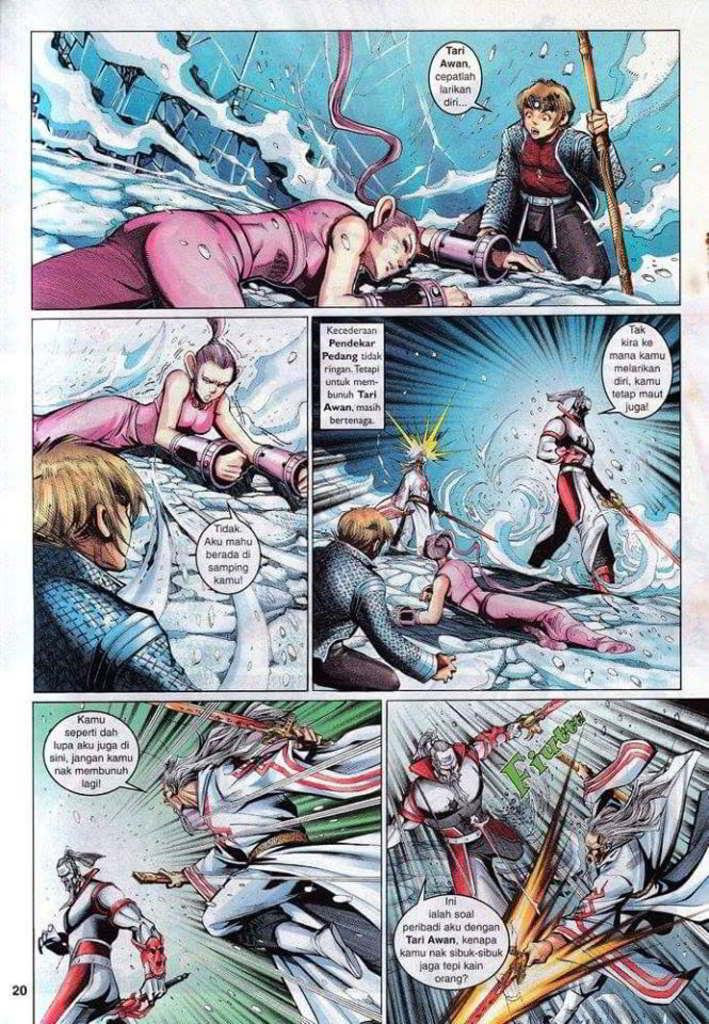 Tari
Awan,
cepatlah
larikan
diri...
Tidak.
Aku mahu
berada di
samping
kamu!
Kecederaan
Pendekar
Pedang tidak
ringan. Tetapi
untuk mem-
bunuh Tari
Awan, masih
bertenaga.
Tak
kira ke
mana kamu
melarikan
diri, kamu
tetap maut
juga!
Kamu
seperti dah
lupa aku juga di
sini, jangan kamu
nak membunuh
lagi!
Fiuttt
Ini
ialah soal
peribadi aku dengan
Tari Awan, kenapa
kamu nak sibuk-sibuk
jaga tepi kain
orang?
20